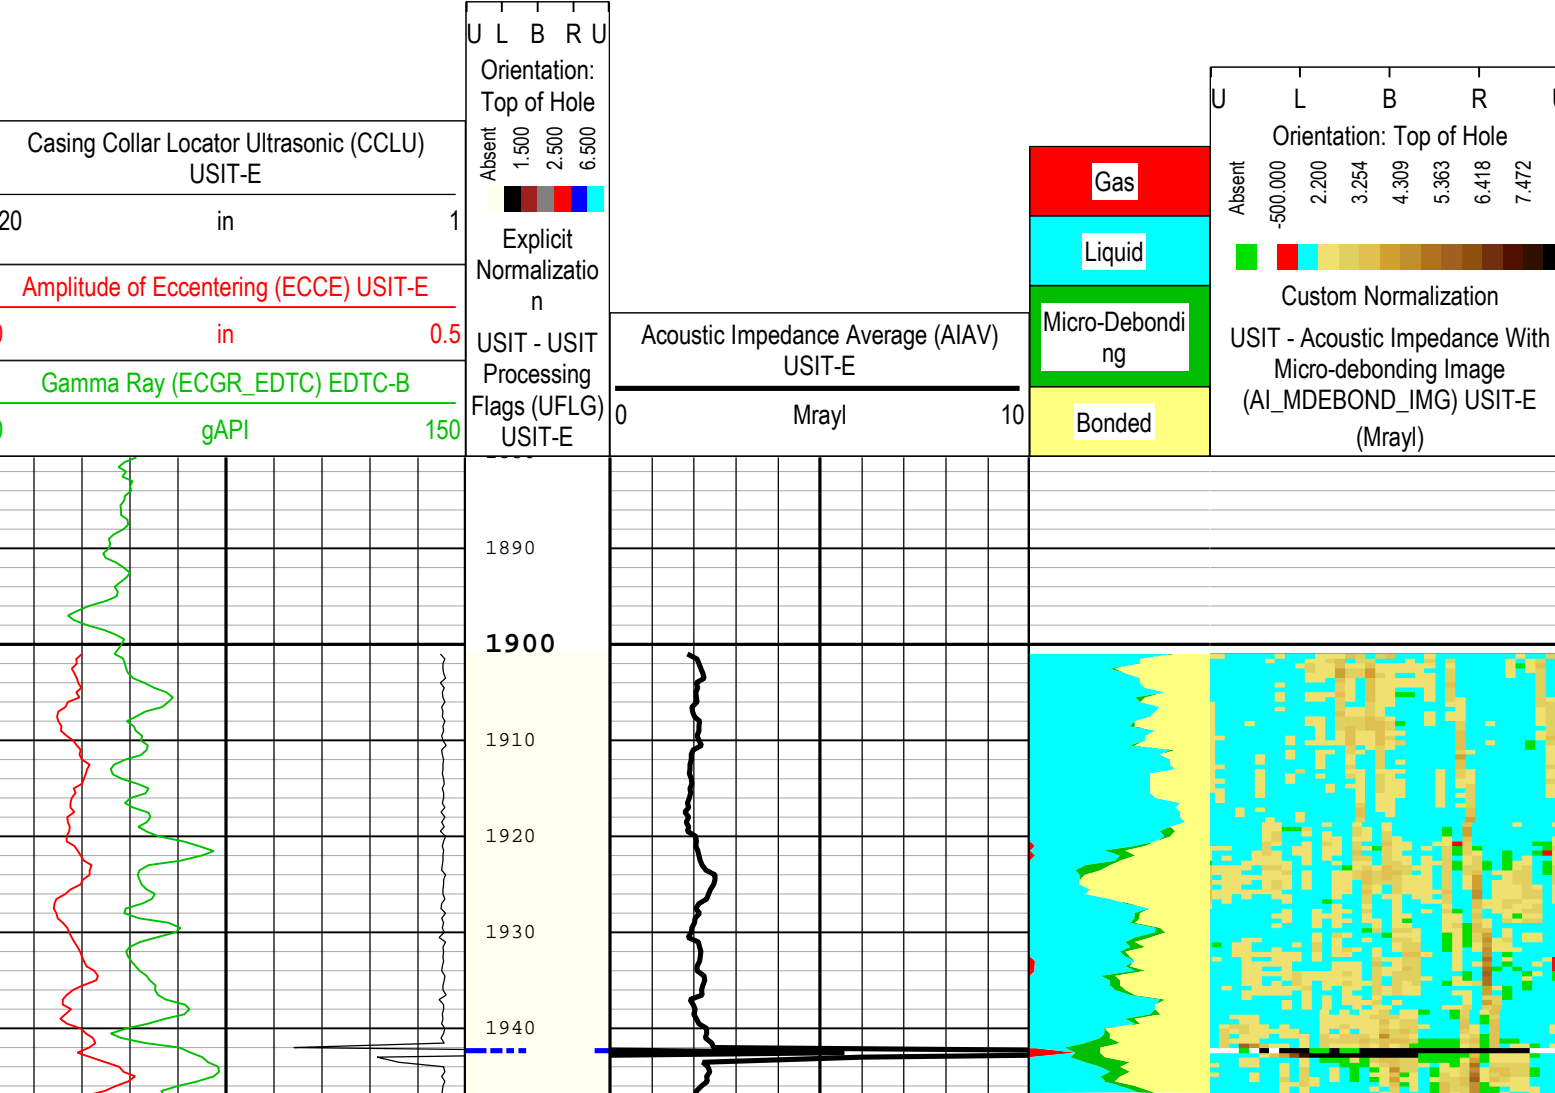 Casing Collar Locator Ultrasonic (CCLU)
USIT-E
20 in 1
Amplitude of Eccentering (ECCE) USIT-E
in 0.5
Gamma Ray (ECGR_EDTC) EDTC-B
gAPI 150
U L B R U
Orientation:
Top of Hole
Absent
1.500
2.500
6.500
Explicit
Normalizatio
n
USIT - USIT
Processing
Flags (UFLG)
USIT-E
Acoustic Impedance Average (AIAV)
USIT-E
0 Mrayl 10
Gas
Liquid
Micro-Debondi
ng
Bonded
U L B R
Orientation: Top of Hole
Absent
-500.000
2.200
3.254
4.309
5.363
6.418
7.472
Custom Normalization
USIT - Acoustic Impedance With
Micro-debonding Image
(AI_MDEBOND_IMG) USIT-E
(Mrayl)
1890
1900
1910
1920
1930
1940